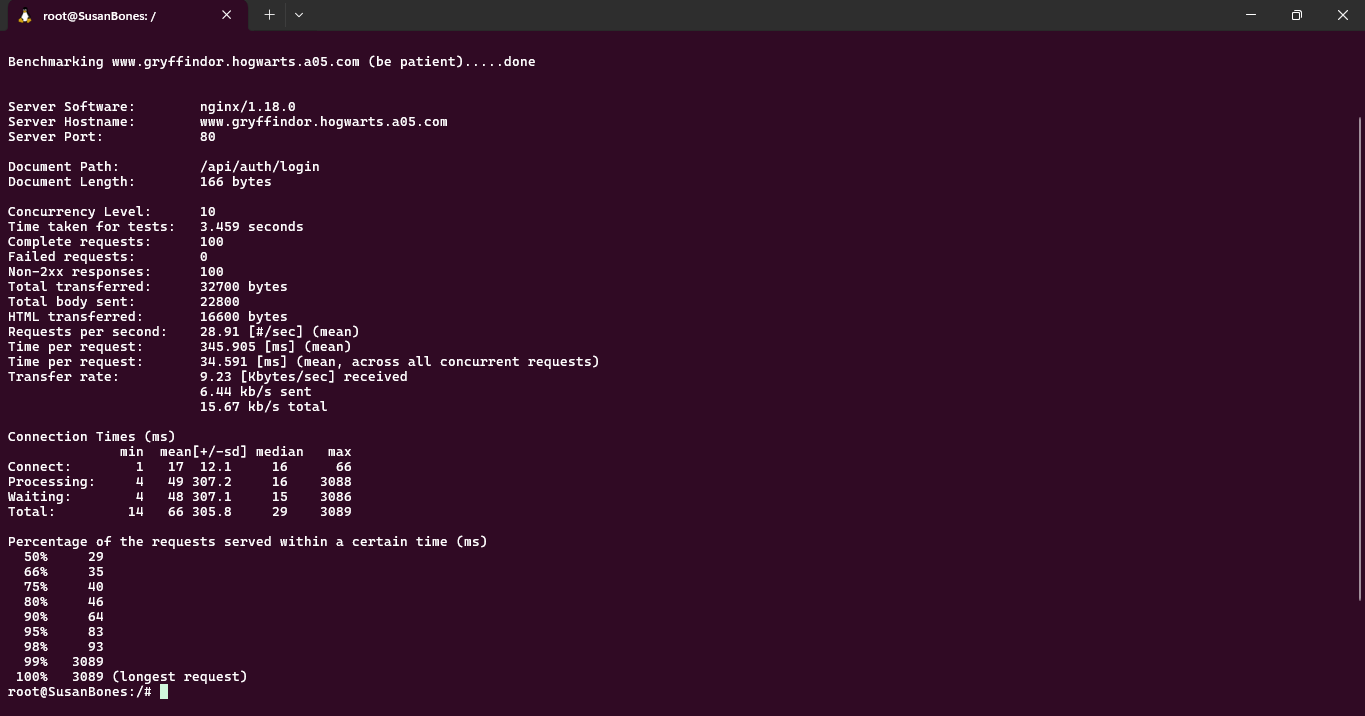 root@SusanBones: /
Benchmarking www.gryffindor.hogwarts.a05.com (be patient).....done
Server Software:        nginx/1.18.0
Server Hostname:        www.gryffindor.hogwarts.a05.com
Server Port:            80
Document Path:          /api/auth/login
Document Length:        166 bytes
Concurrency Level:      10
Time taken for tests:   3.459 seconds
Complete requests:      100
Failed requests:        0
Non-2xx responses:      100
Total transferred:      32700 bytes
Total body sent:        22800
HTML transferred:       16600 bytes
Requests per second:    28.91 [#/sec] (mean)
Time per request:       345.905 [ms] (mean)
Time per request:       34.591 [ms] (mean, across all concurrent requests)
Transfer rate:          9.23 [Kbytes/sec] received
                        6.44 kb/s sent
                        15.67 kb/s total
Connection Times (ms)
              min  mean[+/-sd] median   max
Connect:        1   17  12.1     16      66
Processing:     4   49 307.2     16    3088
Waiting:        4   48 307.1     15    3086
Total:         14   66 305.8     29    3089
Percentage of the requests served within a certain time (ms)
  50%     29
  66%     35
  75%     40
  80%     46
  90%     64
  95%     83
  98%     93
  99%   3089
 100%   3089 (longest request)
root@SusanBones:/#